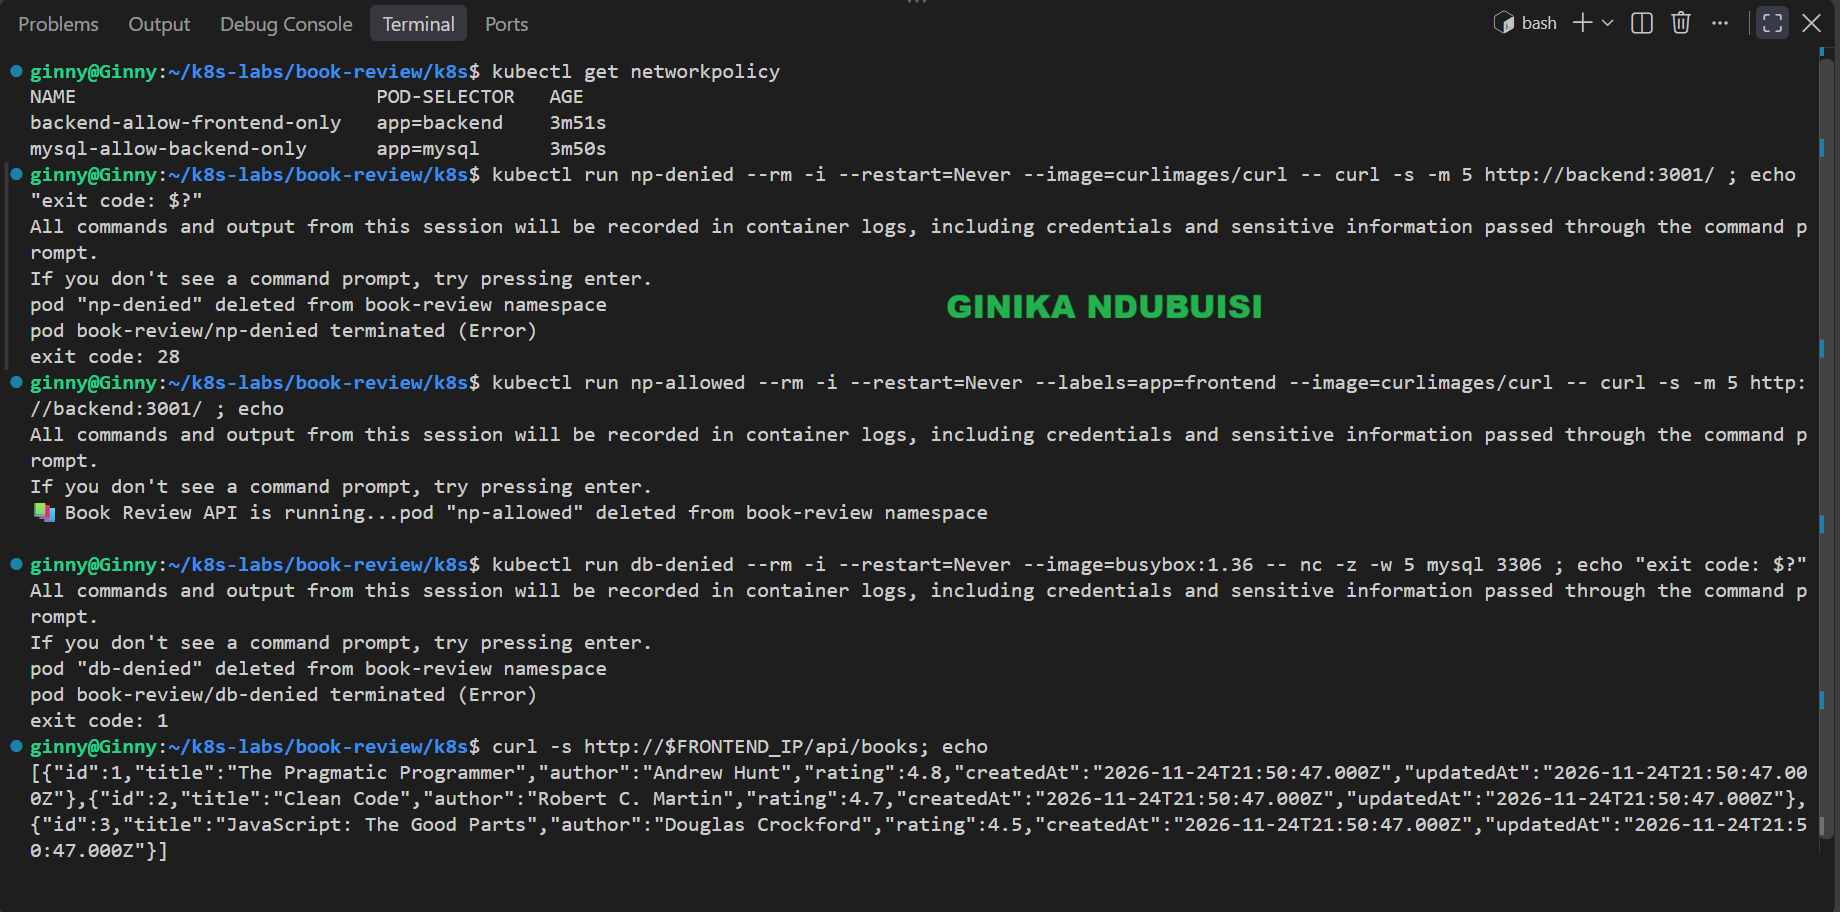 Problems Output Debug Console Terminal Ports bash
ginny@Ginny:~/k8s-labs/book-review/k8s$ kubectl get networkpolicy
NAME POD-SELECTOR AGE
backend-allow-frontend-only app=backend 3m51s
mysql-allow-backend-only app=mysql 3m50s
ginny@Ginny:~/k8s-labs/book-review/k8s$ kubectl run np-denied --rm -i --restart=Never --image=curlimages/curl -- curl -s -m 5 http://backend:3001/ ; echo
"exit code: $?"
All commands and output from this session will be recorded in container logs, including credentials and sensitive information passed through the command p
rompt.
If you don't see a command prompt, try pressing enter.
pod "np-denied" deleted from book-review namespace
GINIKA NDUBUISI
pod book-review/np-denied terminated (Error)
exit code: 28
ginny@Ginny:~/k8s-labs/book-review/k8s$ kubectl run np-allowed --rm -i --restart=Never --labels=app=frontend --image=curlimages/curl -- curl -s -m 5 http:
//backend:3001/ ; echo
All commands and output from this session will be recorded in container logs, including credentials and sensitive information passed through the command p
rompt.
If you don't see a command prompt, try pressing enter.
📚 Book Review API is running...pod "np-allowed" deleted from book-review namespace
ginny@Ginny:~/k8s-labs/book-review/k8s$ kubectl run db-denied --rm -i --restart=Never --image=busybox:1.36 -- nc -z -w 5 mysql 3306 ; echo "exit code: $?"
All commands and output from this session will be recorded in container logs, including credentials and sensitive information passed through the command p
rompt.
If you don't see a command prompt, try pressing enter.
pod "db-denied" deleted from book-review namespace
pod book-review/db-denied terminated (Error)
exit code: 1
ginny@Ginny:~/k8s-labs/book-review/k8s$ curl -s http://$FRONTEND_IP/api/books; echo
[{"id":1,"title":"The Pragmatic Programmer","author":"Andrew Hunt","rating":4.8,"createdAt":"2026-11-24T21:50:47.000Z","updatedAt":"2026-11-24T21:50:47.00
0Z"},{"id":2,"title":"Clean Code","author":"Robert C. Martin","rating":4.7,"createdAt":"2026-11-24T21:50:47.000Z","updatedAt":"2026-11-24T21:50:47.000Z"},
{"id":3,"title":"JavaScript: The Good Parts","author":"Douglas Crockford","rating":4.5,"createdAt":"2026-11-24T21:50:47.000Z","updatedAt":"2026-11-24T21:5
0:47.000Z"}]